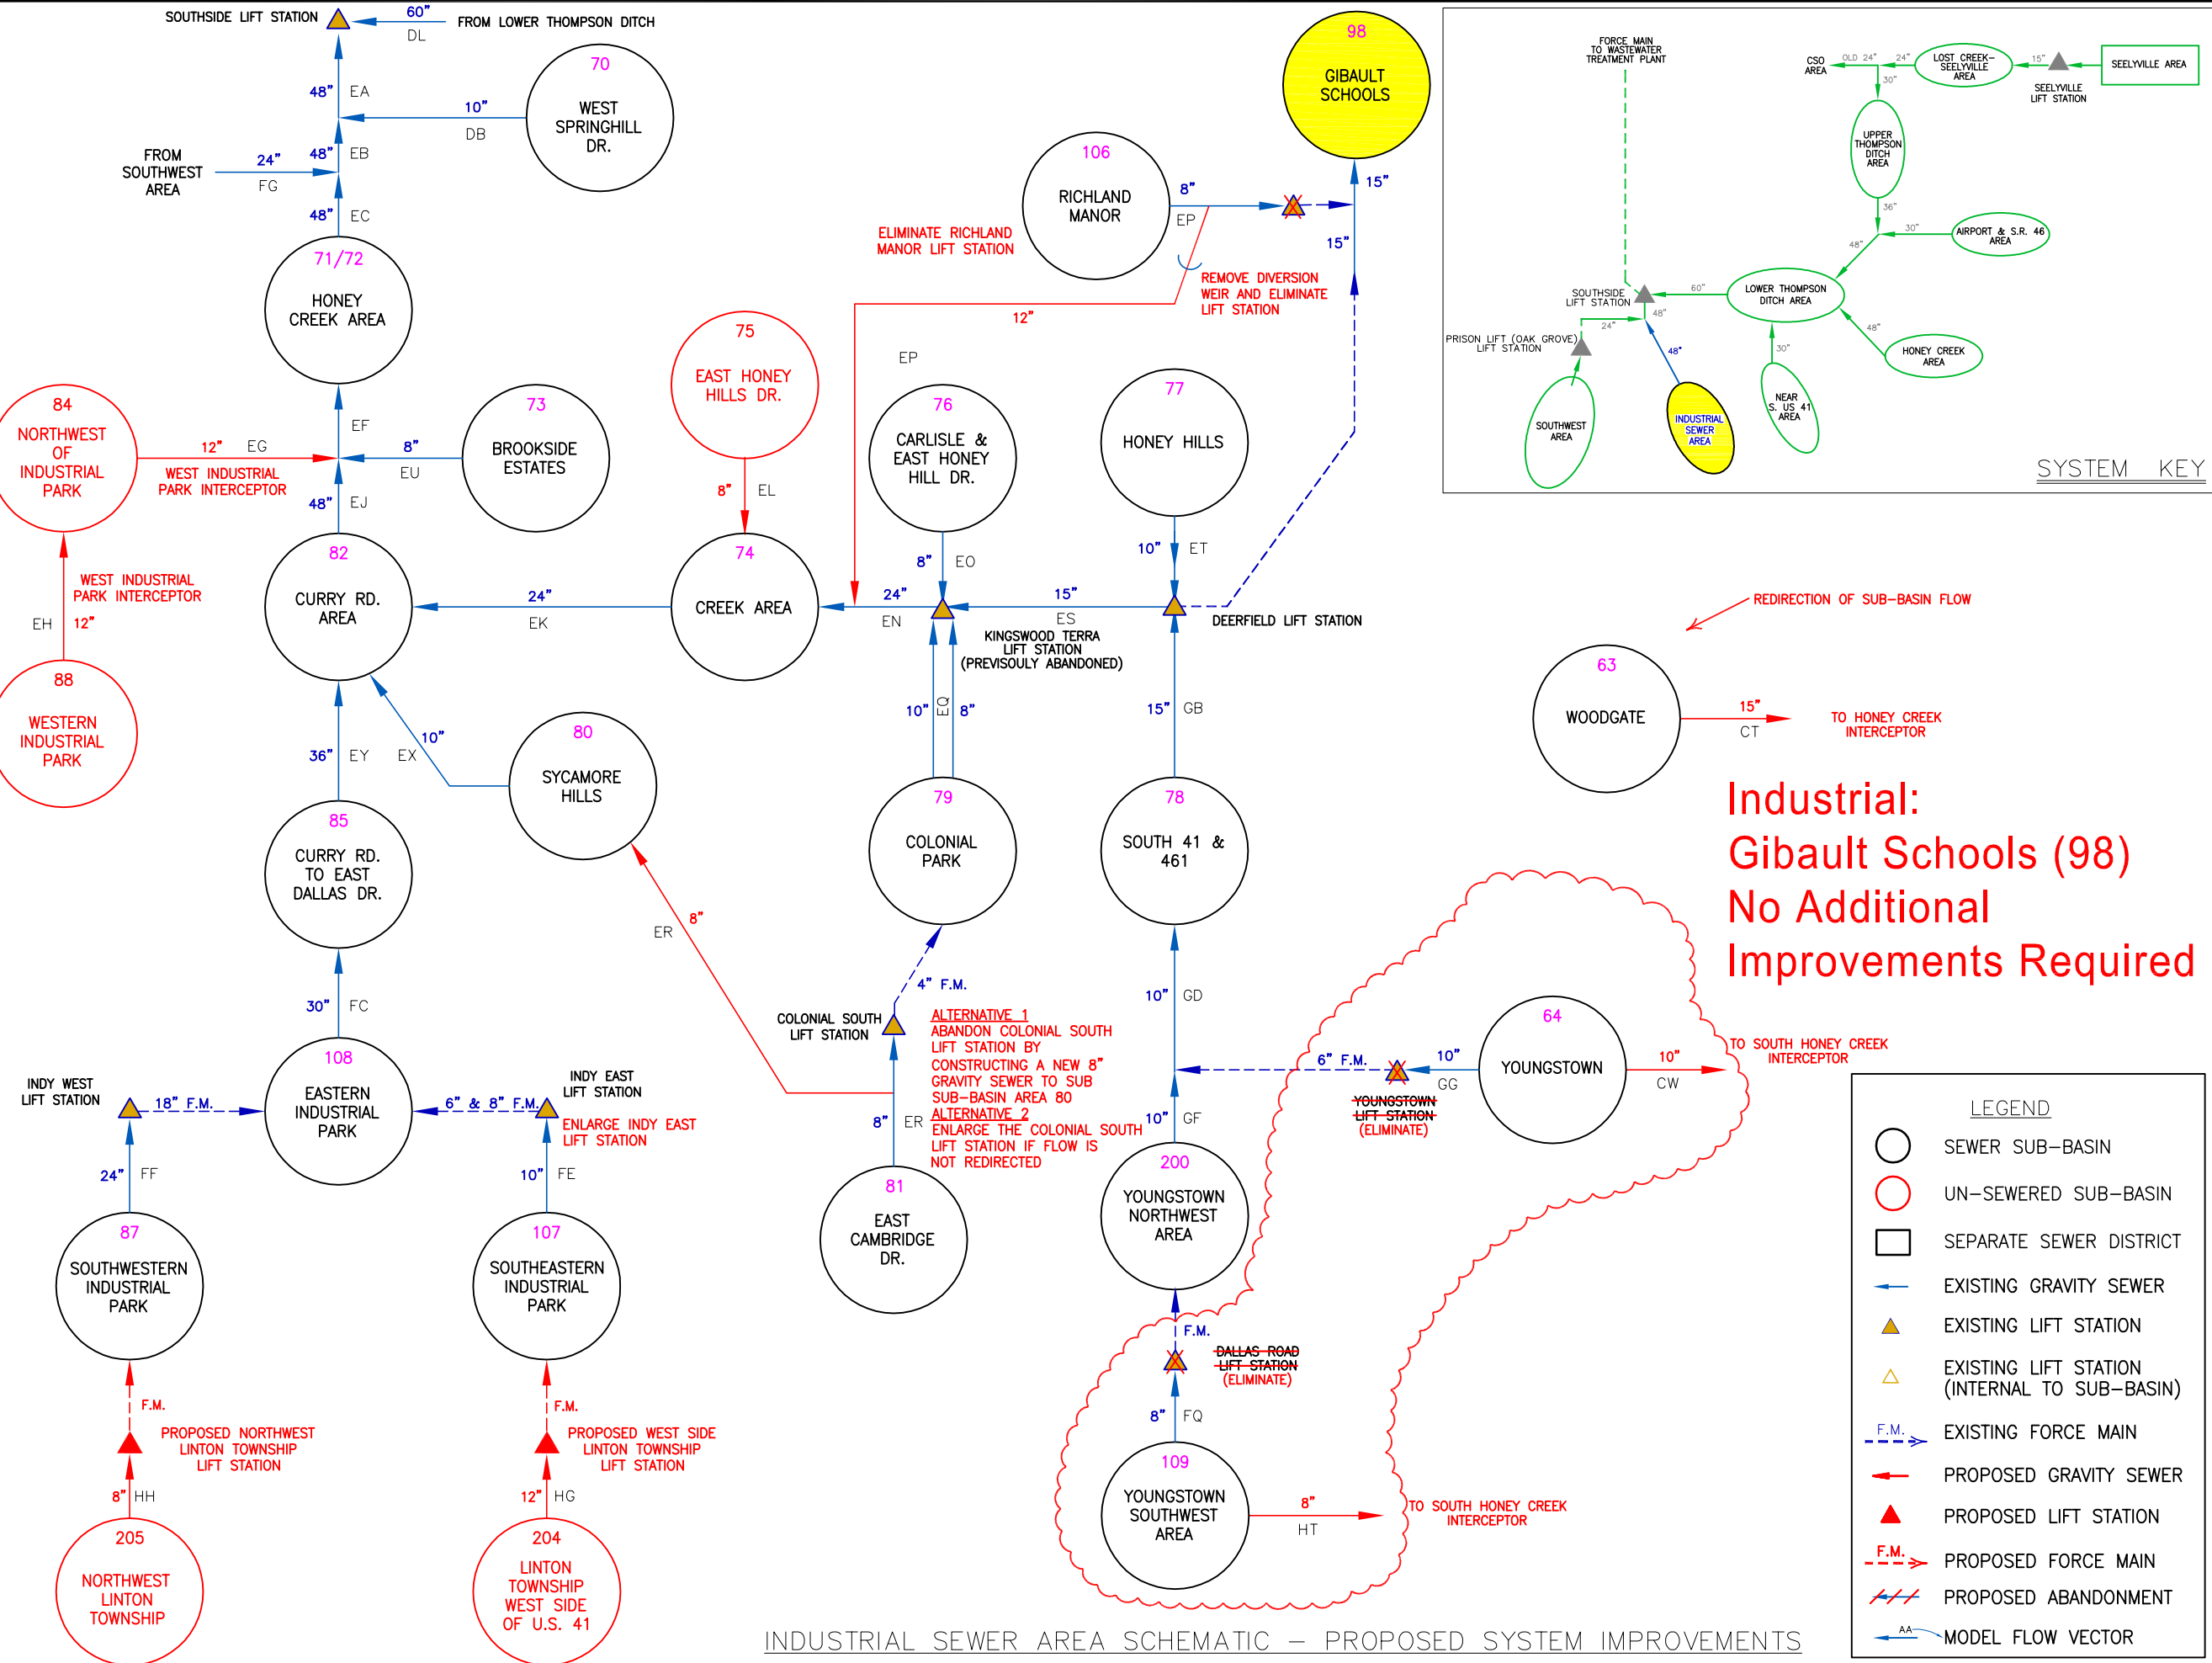 SOUTHSIDE LIFT STATION
60"
DL
FROM LOWER THOMPSON DITCH
48" EA
10"
DB
70
WEST
SPRINGHILL
DR.
FROM
SOUTHWEST
AREA
24"
FG
48" EB
48" EC
71/72
HONEY
CREEK AREA
84
NORTHWEST
OF
INDUSTRIAL
PARK
12" EG
WEST INDUSTRIAL
PARK INTERCEPTOR
EF
8"
EU
73
BROOKSIDE
ESTATES
48" EJ
WEST INDUSTRIAL
PARK INTERCEPTOR
EH 12"
88
WESTERN
INDUSTRIAL
PARK
82
CURRY RD.
AREA
24"
EK
75
EAST HONEY
HILLS DR.
8" EL
74
CREEK AREA
36" EY
EX 10"
80
SYCAMORE
HILLS
85
CURRY RD.
TO EAST
DALLAS DR.
30" FC
108
EASTERN
INDUSTRIAL
PARK
INDY WEST
LIFT STATION
18" F.M.
6" & 8" F.M.
INDY EAST
LIFT STATION
ENLARGE INDY EAST
LIFT STATION
24" FF
10" FE
87
SOUTHWESTERN
INDUSTRIAL
PARK
107
SOUTHEASTERN
INDUSTRIAL
PARK
F.M.
PROPOSED NORTHWEST
LINTON TOWNSHIP
LIFT STATION
8" HH
205
NORTHWEST
LINTON
TOWNSHIP
F.M.
PROPOSED WEST SIDE
LINTON TOWNSHIP
LIFT STATION
12" HG
204
LINTON
TOWNSHIP
WEST SIDE
OF U.S. 41
98
GIBAULT
SCHOOLS
106
RICHLAND
MANOR
8"
EP
15"
15"
ELIMINATE RICHLAND
MANOR LIFT STATION
REMOVE DIVERSION
WEIR AND ELIMINATE
LIFT STATION
12"
EP
76
CARLISLE &
EAST HONEY
HILL DR.
8" EO
77
HONEY HILLS
10" ET
24"
EN
15"
ES
KINGSWOOD TERRA
LIFT STATION
(PREVISOULY ABANDONED)
DEERFIELD LIFT STATION
10" EQ 8"
15" GB
79
COLONIAL
PARK
78
SOUTH 41 &
461
8"
ER
4" F.M.
COLONIAL SOUTH
LIFT STATION
ALTERNATIVE 1
ABANDON COLONIAL SOUTH
LIFT STATION BY
CONSTRUCTING A NEW 8"
GRAVITY SEWER TO SUB
SUB-BASIN AREA 80
ALTERNATIVE 2
ENLARGE THE COLONIAL SOUTH
LIFT STATION IF FLOW IS
NOT REDIRECTED
8" ER
81
EAST
CAMBRIDGE
DR.
10" GD
6" F.M.
10"
GG
64
YOUNGSTOWN
10"
CW
TO SOUTH HONEY CREEK
INTERCEPTOR
YOUNGSTOWN
LIFT STATION
(ELIMINATE)
10" GF
200
YOUNGSTOWN
NORTHWEST
AREA
F.M.
DALLAS ROAD
LIFT STATION
(ELIMINATE)
8" FQ
109
YOUNGSTOWN
SOUTHWEST
AREA
8"
HT
TO SOUTH HONEY CREEK
INTERCEPTOR
FORCE MAIN
TO WASTEWATER
TREATMENT PLANT
CSO
AREA
OLD 24"
24"
LOST CREEK-
SEELYVILLE
AREA
15"
SEELYVILLE AREA
SEELYVILLE
LIFT STATION
30"
UPPER
THOMPSON
DITCH
AREA
36"
30"
AIRPORT & S.R. 46
AREA
48"
SOUTHSIDE
LIFT STATION
60"
LOWER THOMPSON
DITCH AREA
24"
48"
PRISON LIFT (OAK GROVE)
LIFT STATION
48"
30"
48"
HONEY CREEK
AREA
SOUTHWEST
AREA
INDUSTRIAL
SEWER
AREA
NEAR
S. US 41
AREA
SYSTEM KEY
REDIRECTION OF SUB-BASIN FLOW
63
WOODGATE
15"
CT
TO HONEY CREEK
INTERCEPTOR
Industrial:
Gibault Schools (98)
No Additional
Improvements Required
LEGEND
SEWER SUB-BASIN
UN-SEWERED SUB-BASIN
SEPARATE SEWER DISTRICT
EXISTING GRAVITY SEWER
EXISTING LIFT STATION
EXISTING LIFT STATION
(INTERNAL TO SUB-BASIN)
F.M. EXISTING FORCE MAIN
PROPOSED GRAVITY SEWER
PROPOSED LIFT STATION
F.M. PROPOSED FORCE MAIN
PROPOSED ABANDONMENT
AA MODEL FLOW VECTOR
INDUSTRIAL SEWER AREA SCHEMATIC - PROPOSED SYSTEM IMPROVEMENTS